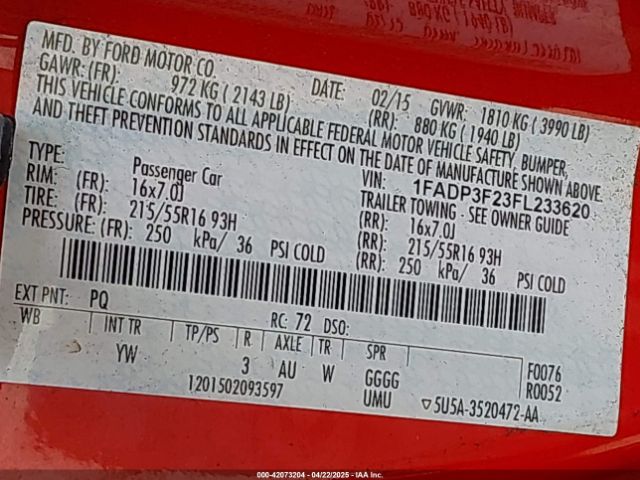 MFD. BY FORD MOTOR CO.
DATE: 02/15 GVWR: 1810 KG ( 3990 LB)
GAWR: (FR): 972 KG ( 2143 LB) (RR): 880 KG ( 1940 LB)
THIS VEHICLE CONFORMS TO ALL APPLICABLE FEDERAL MOTOR VEHICLE SAFETY, BUMPER,
AND THEFT PREVENTION STANDARDS IN EFFECT ON THE DATE OF MANUFACTURE SHOWN ABOVE.
VIN: 1FADP3F23FL233620
TYPE: Passenger Car TRAILER TOWING - SEE OWNER GUIDE
RIM: (FR): 16x7.0J (RR): 16x7.0J
TIRE: (FR): 215/55R16 93H (RR): 215/55R16 93H
(FR): 250 kPa/ 36 PSI COLD (RR): 250 kPa/ 36 PSI COLD
EXT PNT: PQ RC: 72 DSO:
WB INT TR TP/PS R AXLE TR SPR
YW 3 AU W GGGG F0076
1201502093597 UMU R0052
▽5U5A-3520472-AA
000-42073204 - 04/22/2025 - IAA Inc.